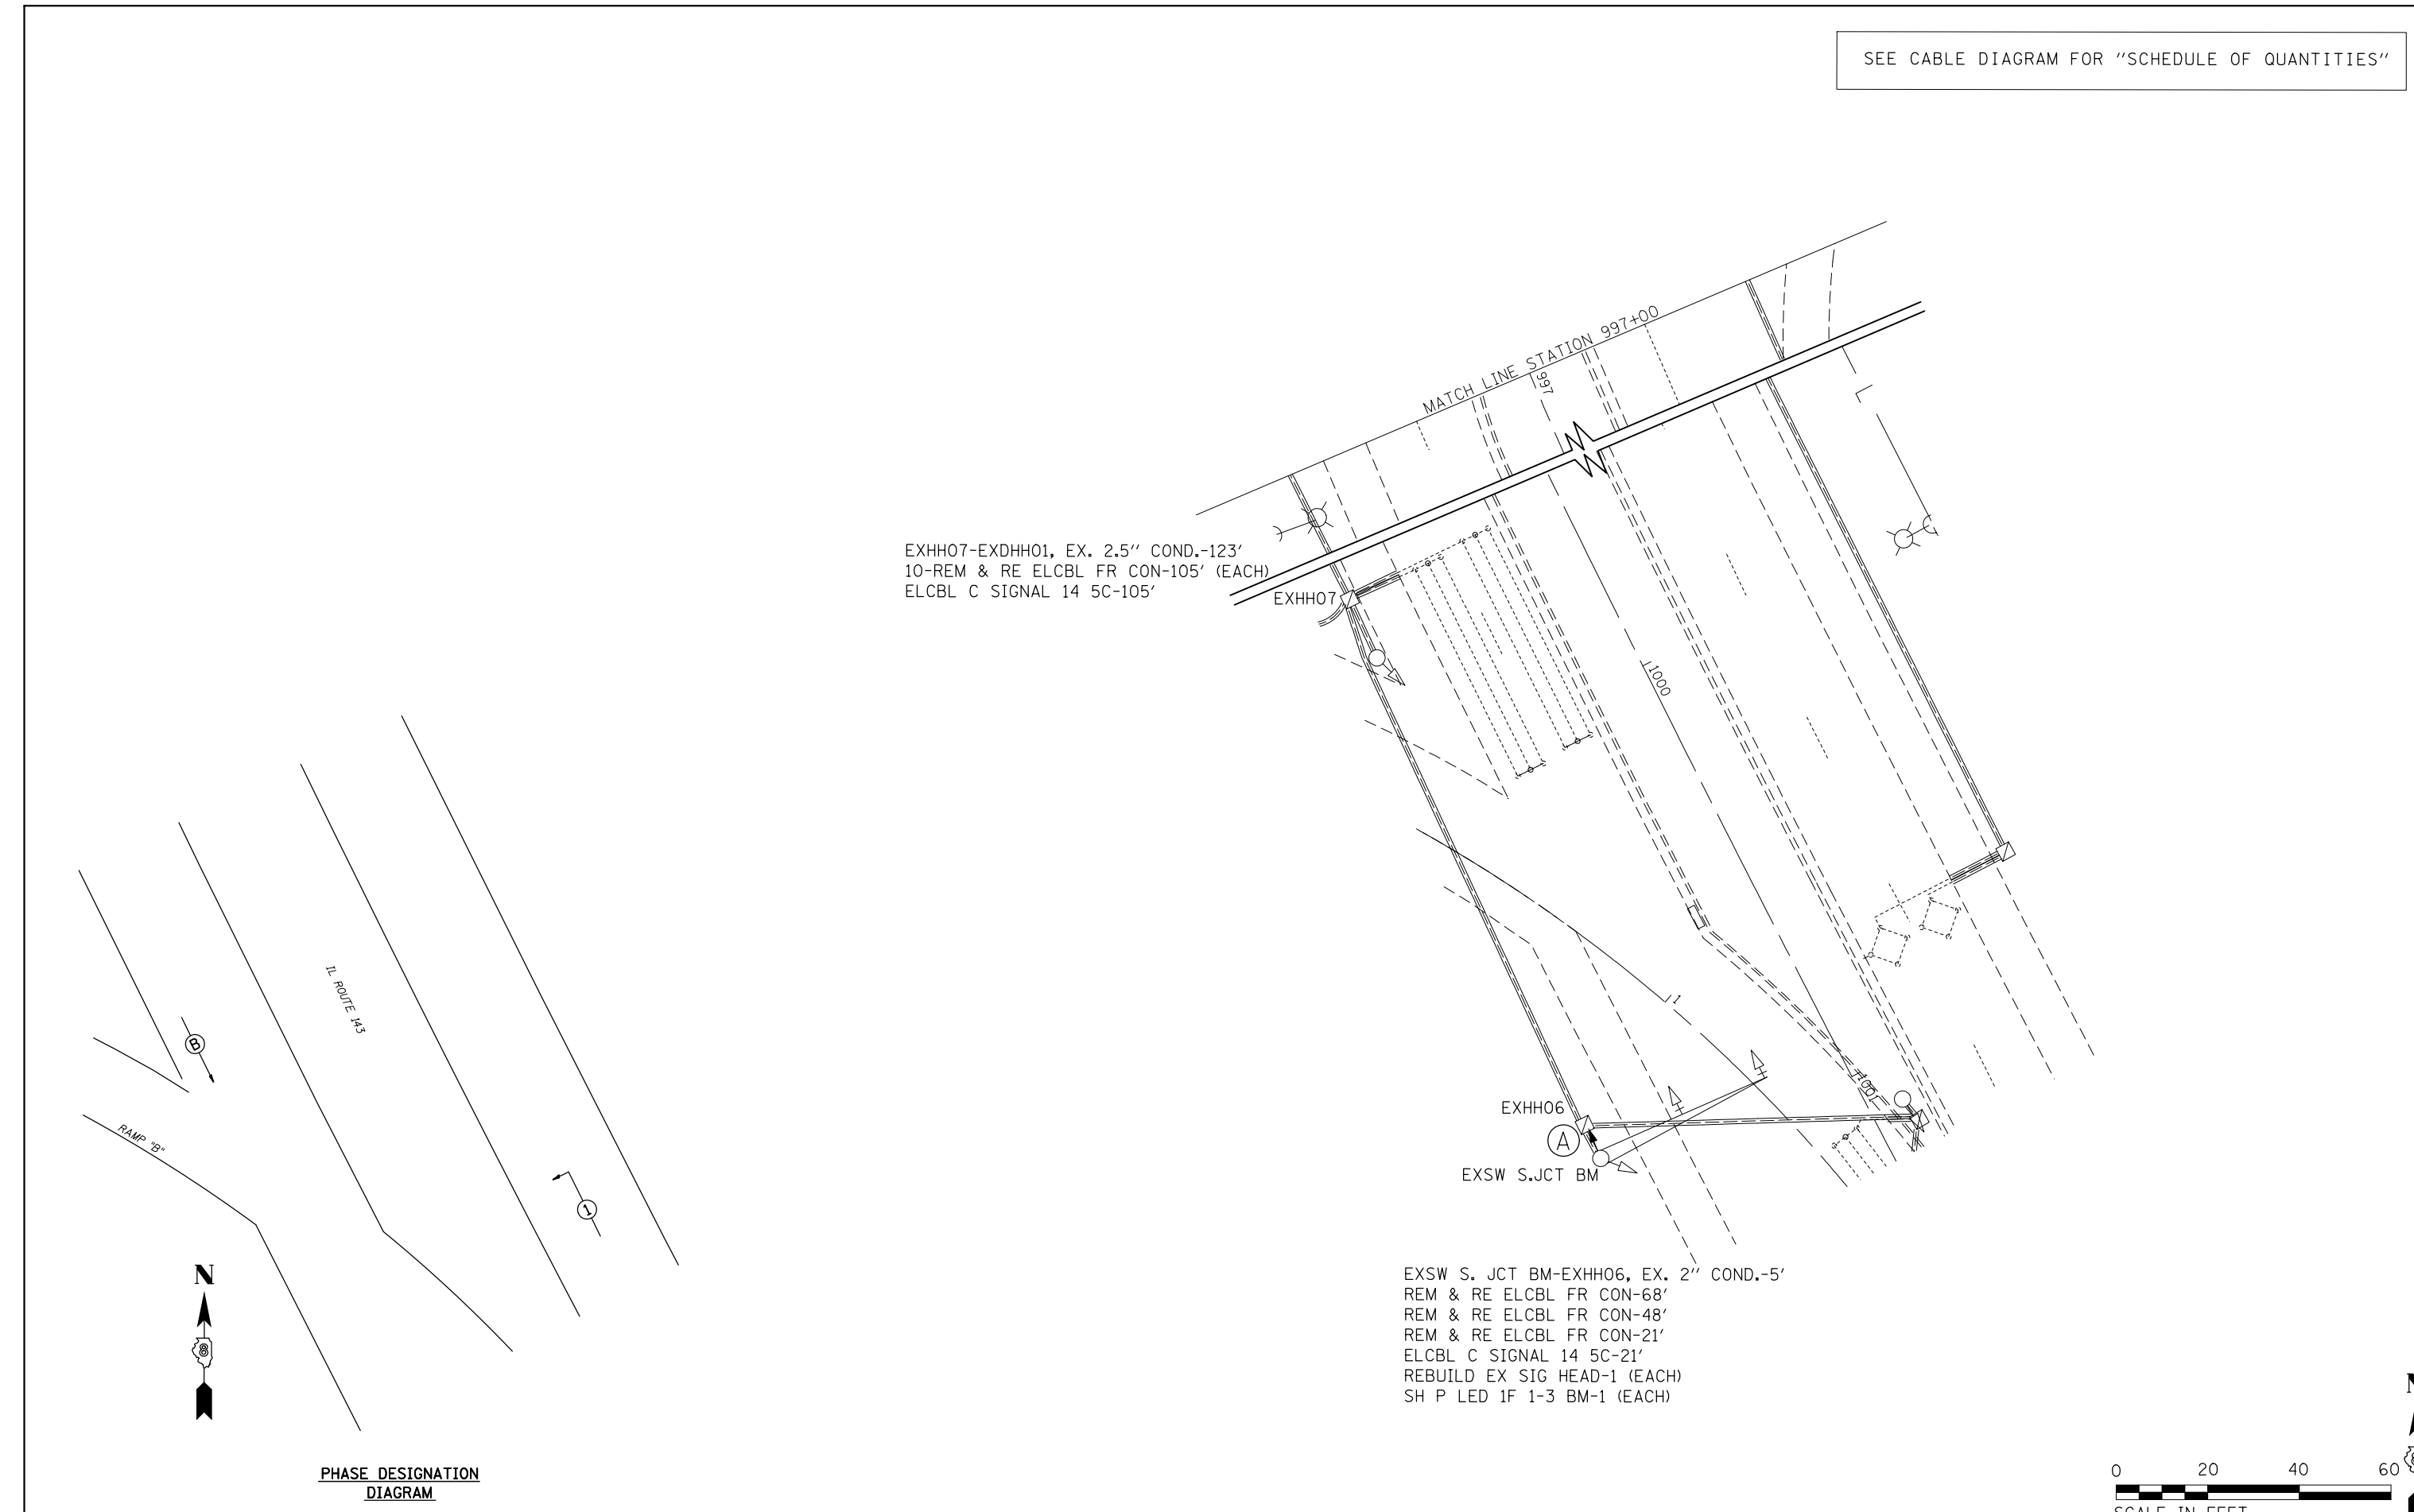 SEE CABLE DIAGRAM FOR "SCHEDULE OF QUANTITIES"
MATCH LINE STATION 997+00
997
EXHH07-EXDHH01, EX. 2.5" COND.-123'
10-REM & RE ELCBL FR CON-105' (EACH)
ELCBL C SIGNAL 14 5C-105'
EXHH07
1000
1
1001
EXHH06
A
EXSW S.JCT BM
EXSW S. JCT BM-EXHH06, EX. 2" COND.-5'
REM & RE ELCBL FR CON-68'
REM & RE ELCBL FR CON-48'
REM & RE ELCBL FR CON-21'
ELCBL C SIGNAL 14 5C-21'
REBUILD EX SIG HEAD-1 (EACH)
SH P LED 1F 1-3 BM-1 (EACH)
IL ROUTE 143
B
RAMP "B"
1
N
8
PHASE DESIGNATION
DIAGRAM
0 20 40 60
SCALE IN FEET